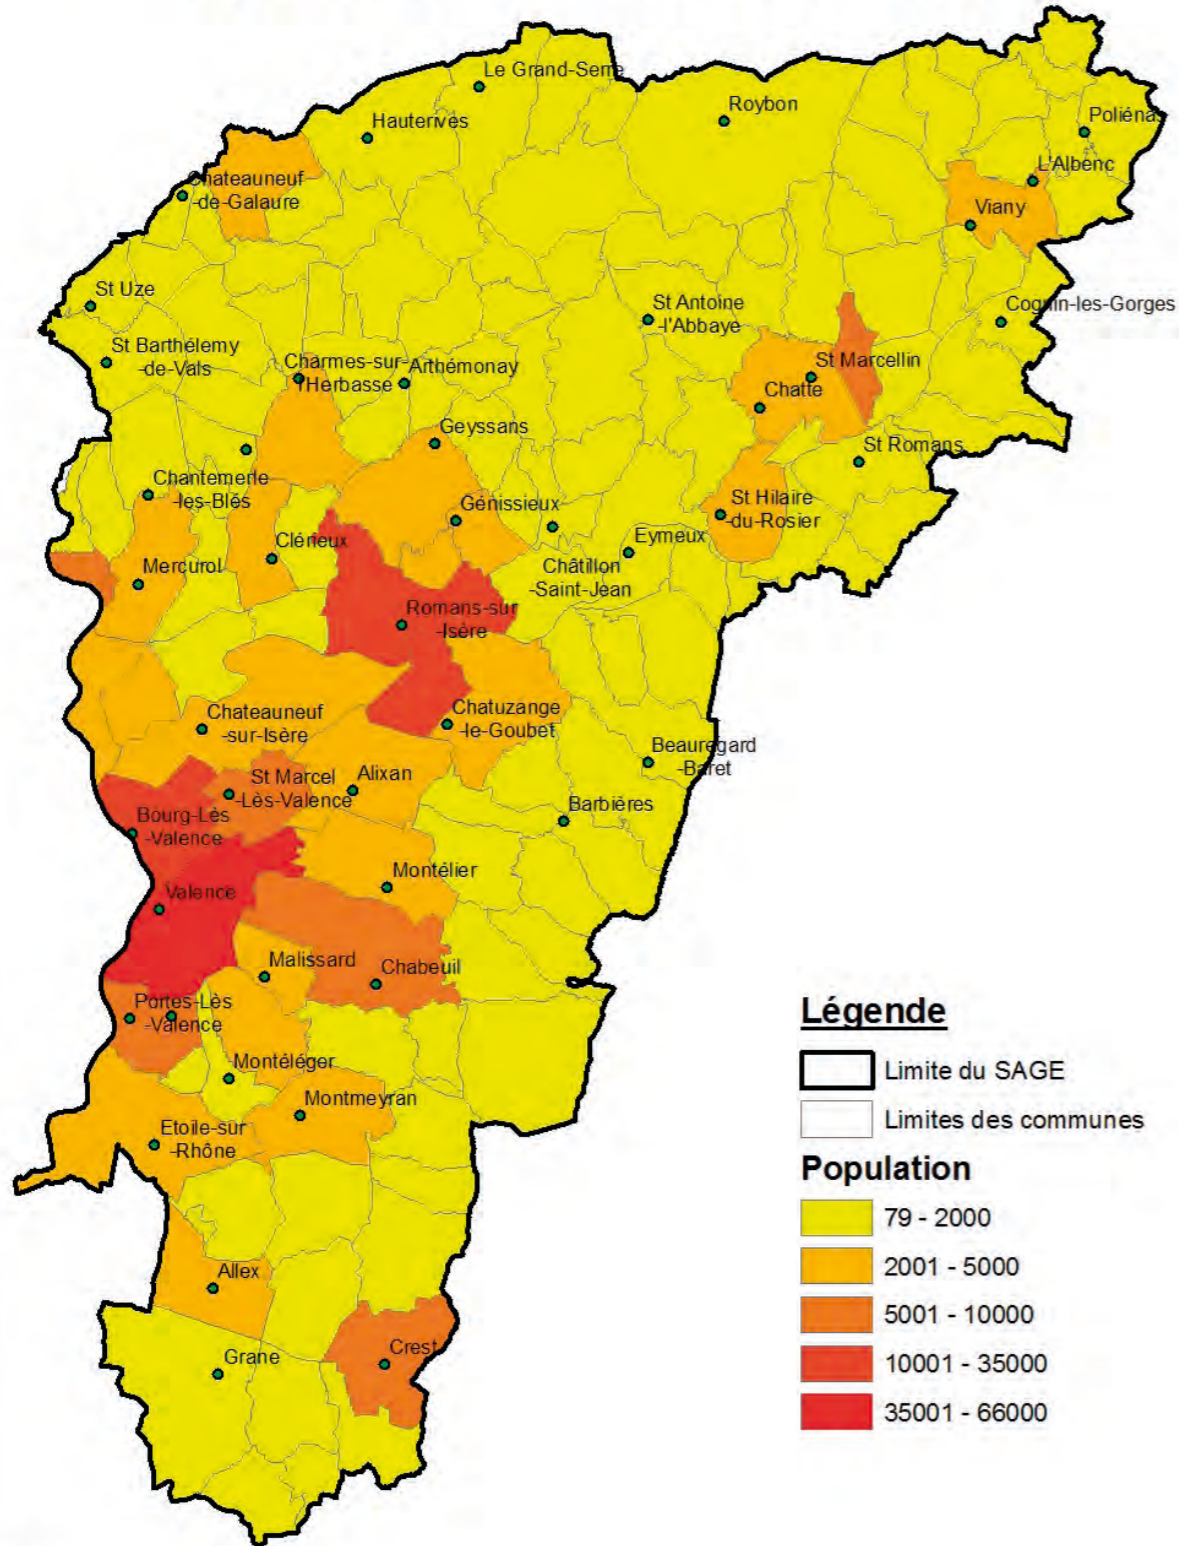 Le Grand-Serre
Roybon
Hauterives
Poliénas
L'Albenc
Chateauneuf
-de-Galaure
Viany
St Uze
St Antoine
-l'Abbaye
Cognin-les-Gorges
St Barthélemy
-de-Vals
Charmes-sur-
l'Herbasse
Arthémonay
St Marcellin
Chatte
Geyssans
St Romans
Chantemerle
-les-Blés
Génissieux
St Hilaire
-du-Rosier
Clérieux
Eymeux
Mercurol
Châtillon
-Saint-Jean
Romans-sur
-Isère
Chateauneuf
-sur-Isère
Chatuzange
-le-Goubet
Beauregard
-Baret
St Marcel
-Lès-Valence
Alixan
Barbières
Bourg-Lès
-Valence
Montélier
Valence
Malissard
Chabeuil
Portes-Lès
-Valence
Montéléger
Montmeyran
Etoile-sur
-Rhône
Allex
Grane
Crest
Légende
Limite du SAGE
Limites des communes
Population
79 - 2000
2001 - 5000
5001 - 10000
10001 - 35000
35001 - 66000